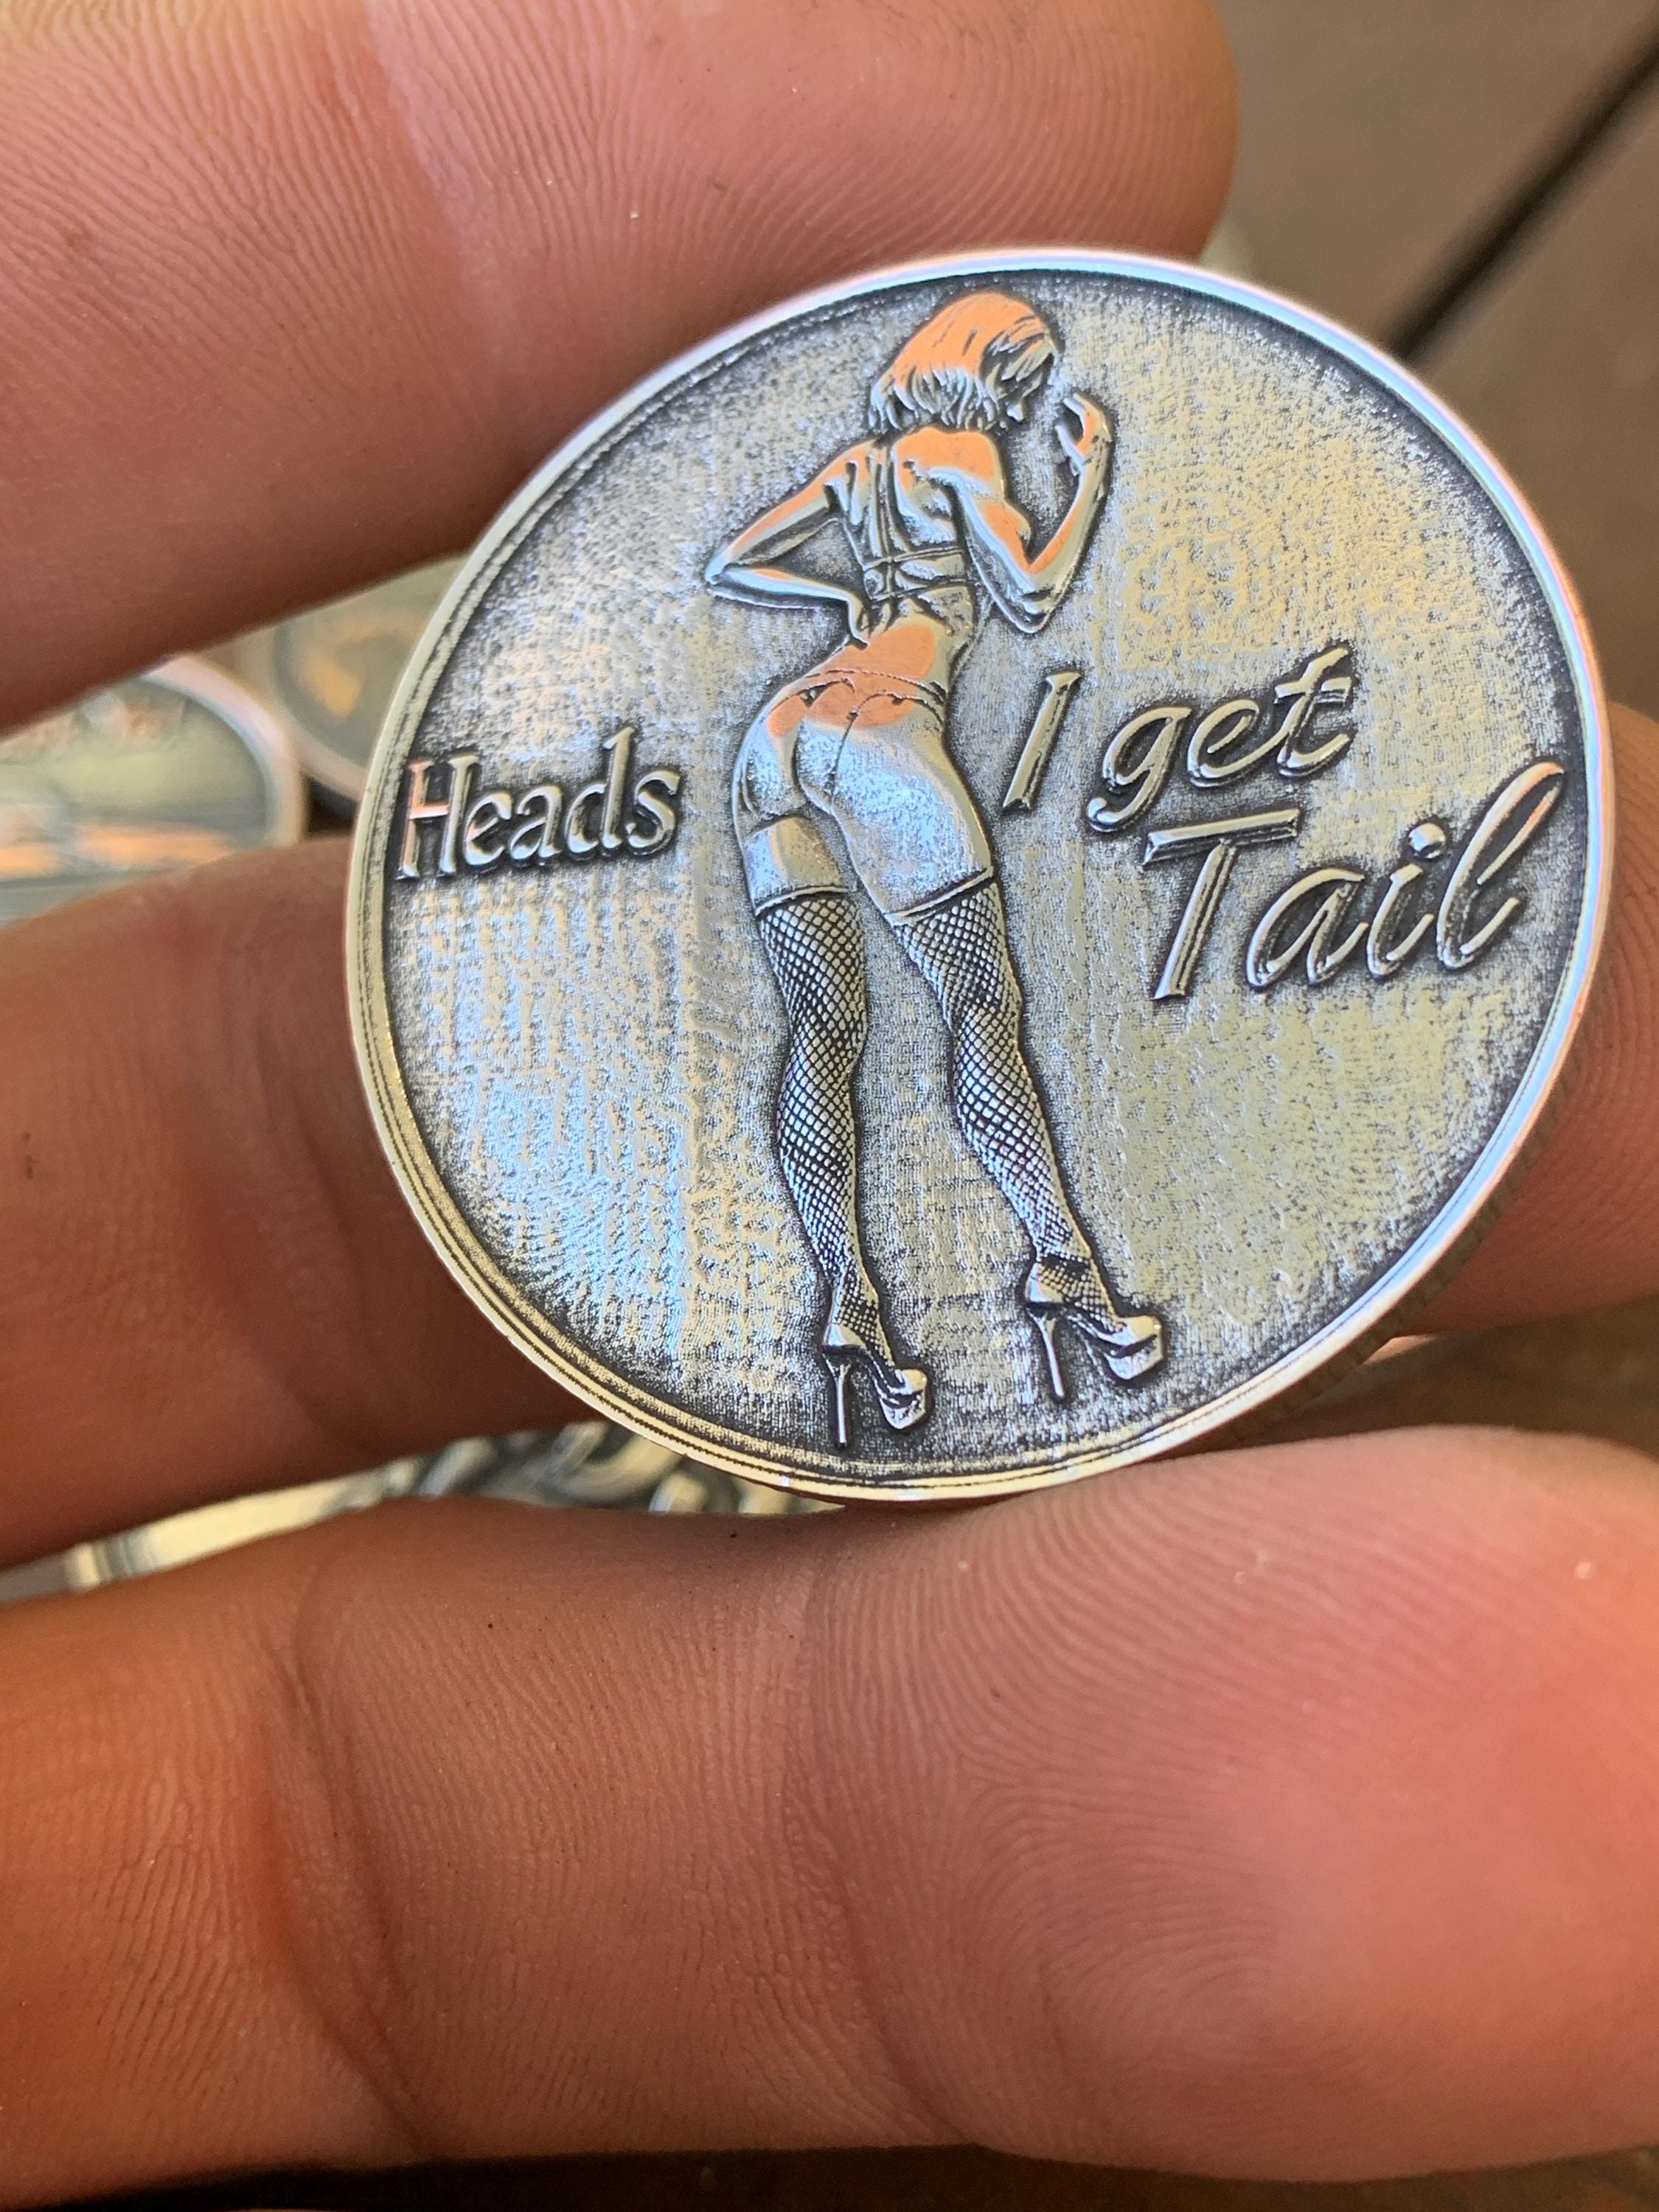 Heads
I get
Tail